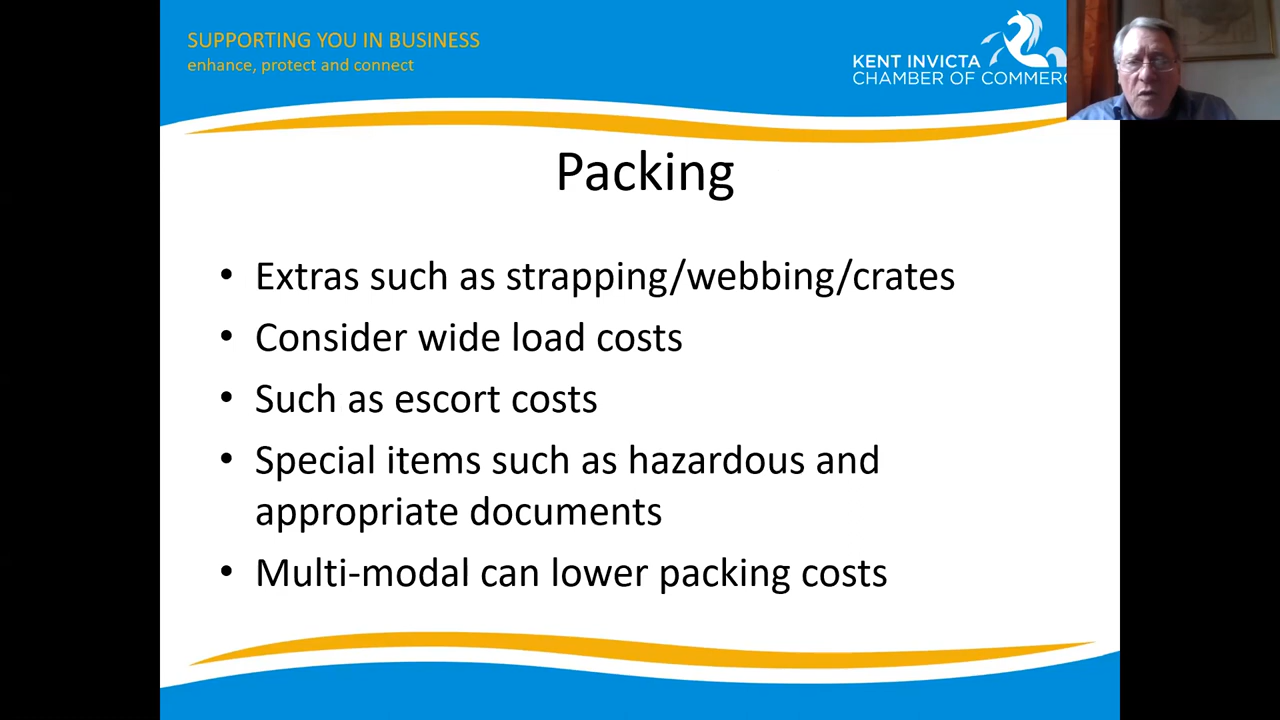 SUPPORTING YOU IN BUSINESS
enhance, protect and connect
KENT INVICTA
CHAMBER OF COMMERC
Packing
• Extras such as strapping/webbing/crates
• Consider wide load costs
• Such as escort costs
• Special items such as hazardous and
appropriate documents
• Multi-modal can lower packing costs